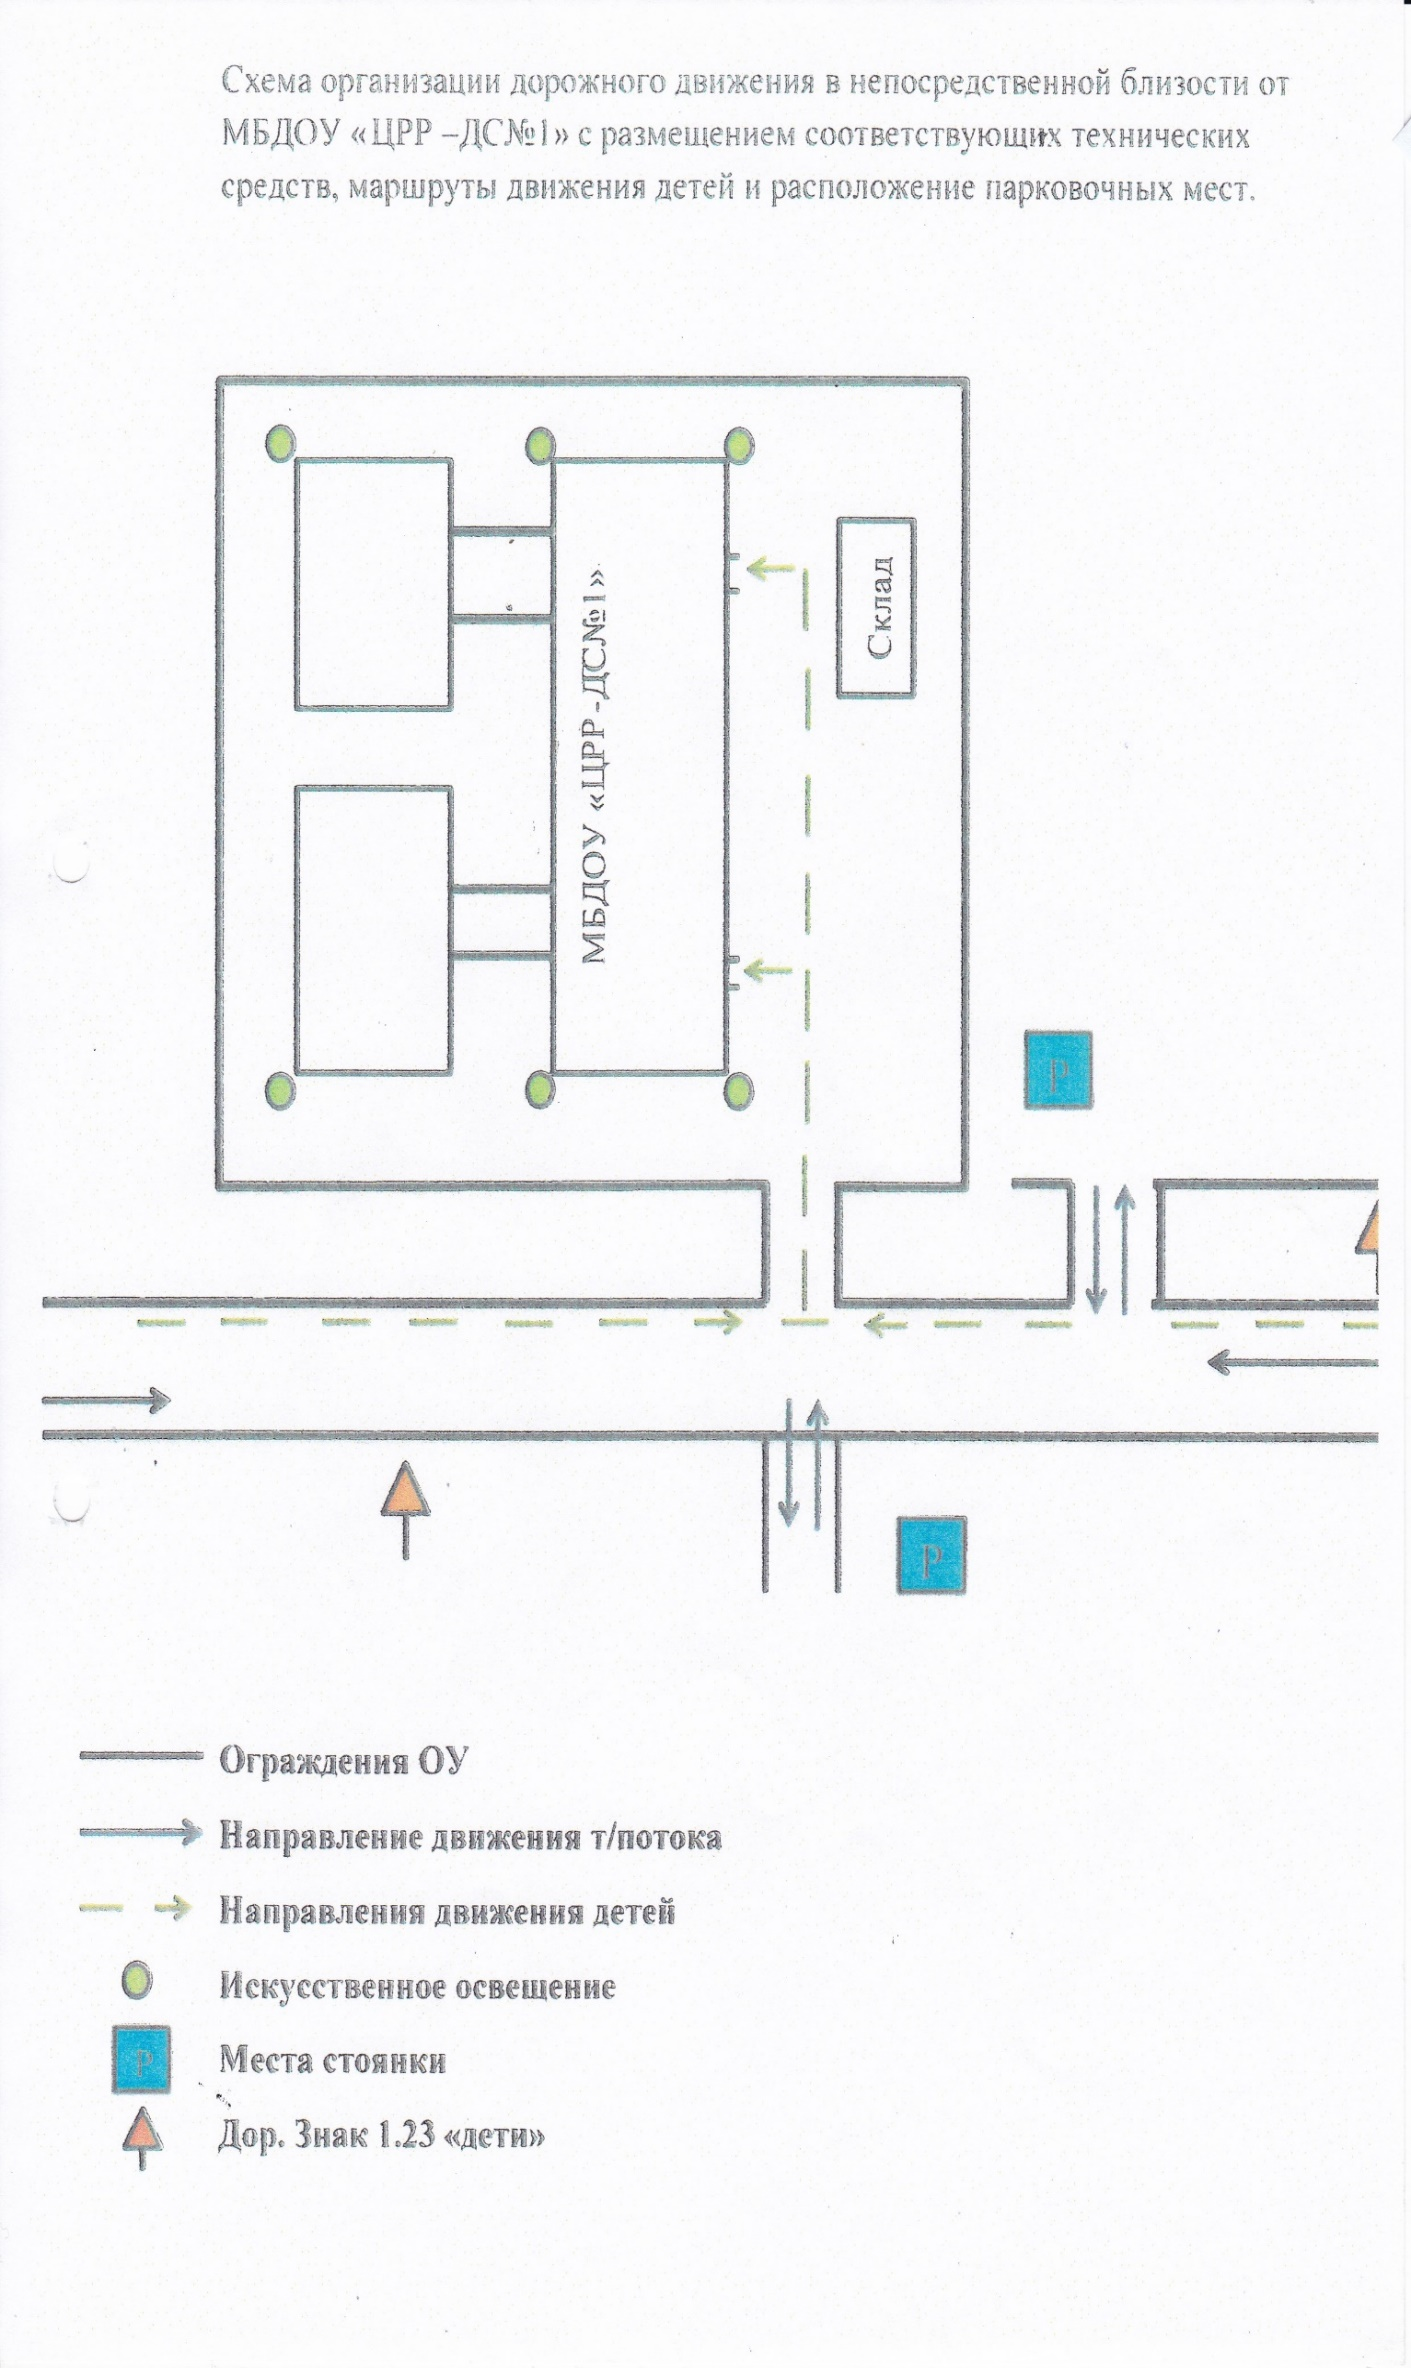 Схема организации дорожного движения в непосредственной близости от
МБДОУ «ЦРР –ДС№1» с размещением соответствующих технических
средств, маршруты движения детей и расположение парковочных мест.
Склад
МБДОУ «ЦРР -ДС№1»
Р
Р
Ограждения ОУ
Направление движения т/потока
Направления движения детей
Искусственное освещение
Р
Места стоянки
Дор. Знак 1.23 «дети»